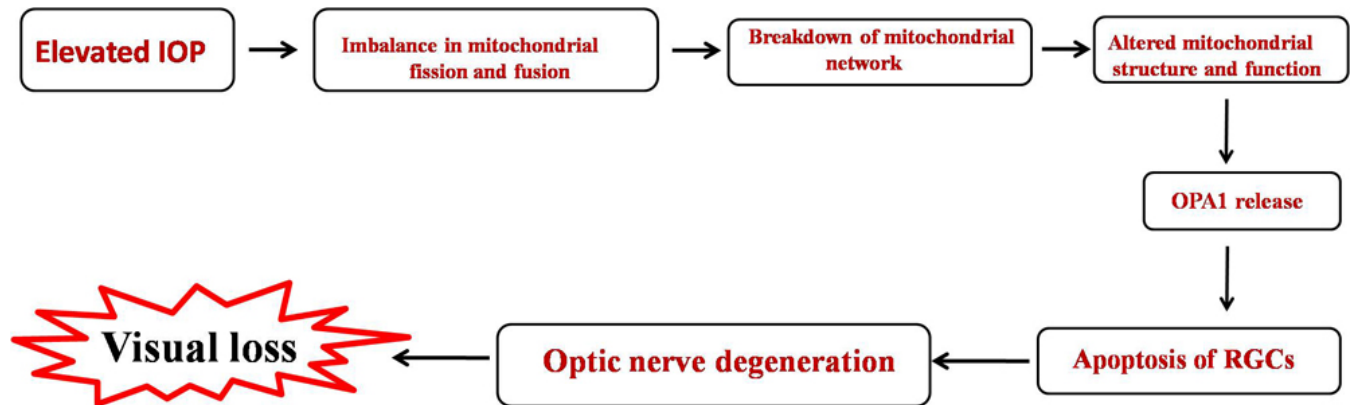 Elevated IOP
Imbalance in mitochondrial
fission and fusion
Breakdown of mitochondrial
network
Altered mitochondrial
structure and function
OPA1 release
Apoptosis of RGCs
Optic nerve degeneration
Visual loss